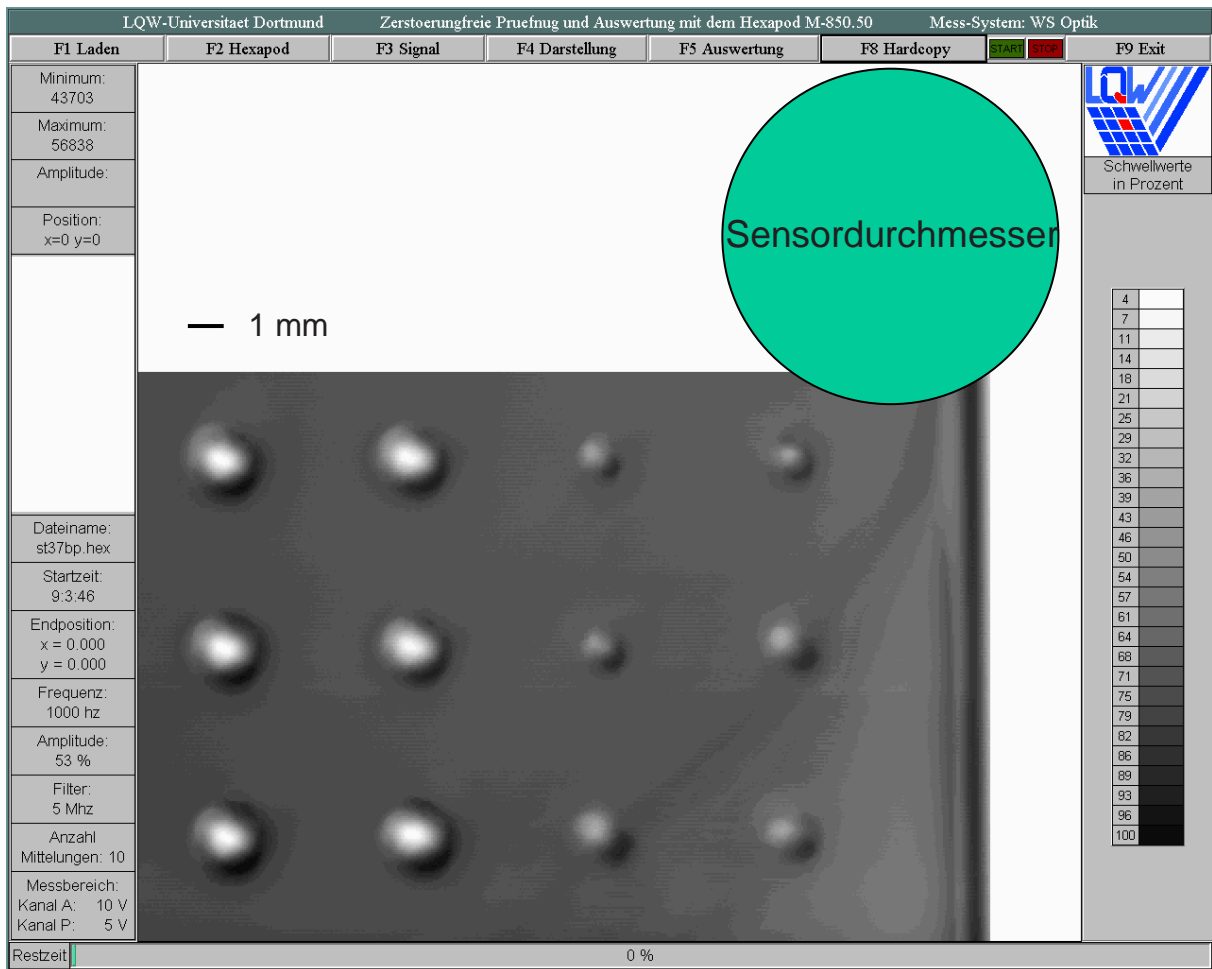 LQW-Universitaet Dortmund Zerstoerungfreie Pruefnug und Auswertung mit dem Hexapod M-850.50 Mess-System: WS Optik
F1 Laden F2 Hexapod F3 Signal F4 Darstellung F5 Auswertung F8 Hardcopy START STOP F9 Exit
Minimum:
43703
Maximum:
56838
Amplitude:
Position:
x=0 y=0
Dateiname:
st37bp.hex
Startzeit:
9:3:46
Endposition:
x = 0.000
y = 0.000
Frequenz:
1000 hz
Amplitude:
53 %
Filter:
5 Mhz
Anzahl
Mittelungen: 10
Messbereich:
Kanal A: 10 V
Kanal P: 5 V
Sensordurchmesser
1 mm
LQW
Schwellwerte
in Prozent
4
7
11
14
18
21
25
29
32
36
39
43
46
50
54
57
61
64
68
71
75
79
82
86
89
93
96
100
Restzeit 0 %